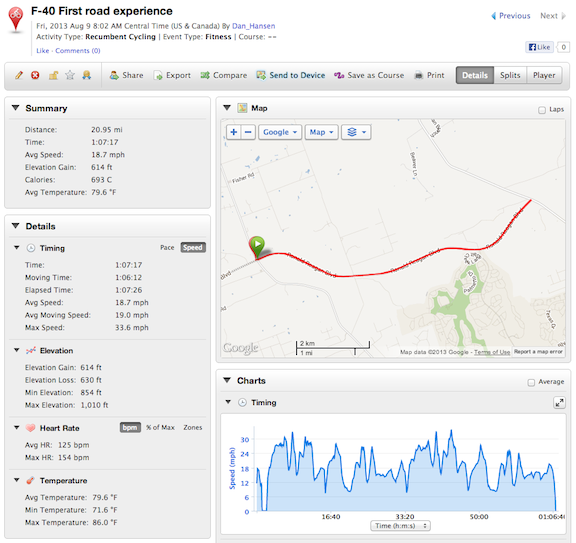 F-40 First road experience
Fri, 2013 Aug 9 8:02 AM Central Time (US & Canada) By Dan_Hansen
Activity Type: Recumbent Cycling | Event Type: Fitness | Course: --
Like · Comments (0)
Previous Next
Like 0
Share Export Compare Send to Device Save as Course Print Details Splits Player
Summary
Distance: 20.95 mi
Time: 1:07:17
Avg Speed: 18.7 mph
Elevation Gain: 614 ft
Calories: 693 C
Avg Temperature: 79.6 °F
Details
Timing Pace Speed
Time: 1:07:17
Moving Time: 1:06:12
Elapsed Time: 1:07:26
Avg Speed: 18.7 mph
Avg Moving Speed: 19.0 mph
Max Speed: 33.6 mph
Elevation
Elevation Gain: 614 ft
Elevation Loss: 630 ft
Min Elevation: 854 ft
Max Elevation: 1,010 ft
Heart Rate bpm % of Max Zones
Avg HR: 125 bpm
Max HR: 154 bpm
Temperature
Avg Temperature: 79.6 °F
Min Temperature: 71.6 °F
Max Temperature: 86.0 °F
Map Laps
+ − Google Map
Fisher Rd
2 km
1 mi
Google
Map data ©2013 Google - Terms of Use Report a map error
Charts Average
Timing
Speed (mph)
30
24
18
12
6
0
16:40 33:20 50:00 01:06:4
Time (h:m:s)